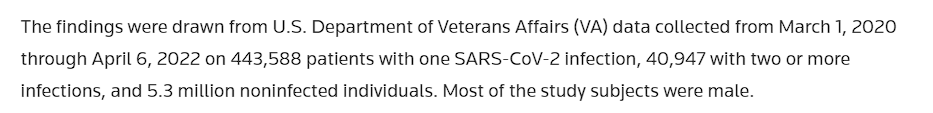 The findings were drawn from U.S. Department of Veterans Affairs (VA) data collected from March 1, 2020
through April 6, 2022 on 443,588 patients with one SARS-CoV-2 infection, 40,947 with two or more
infections, and 5.3 million noninfected individuals. Most of the study subjects were male.